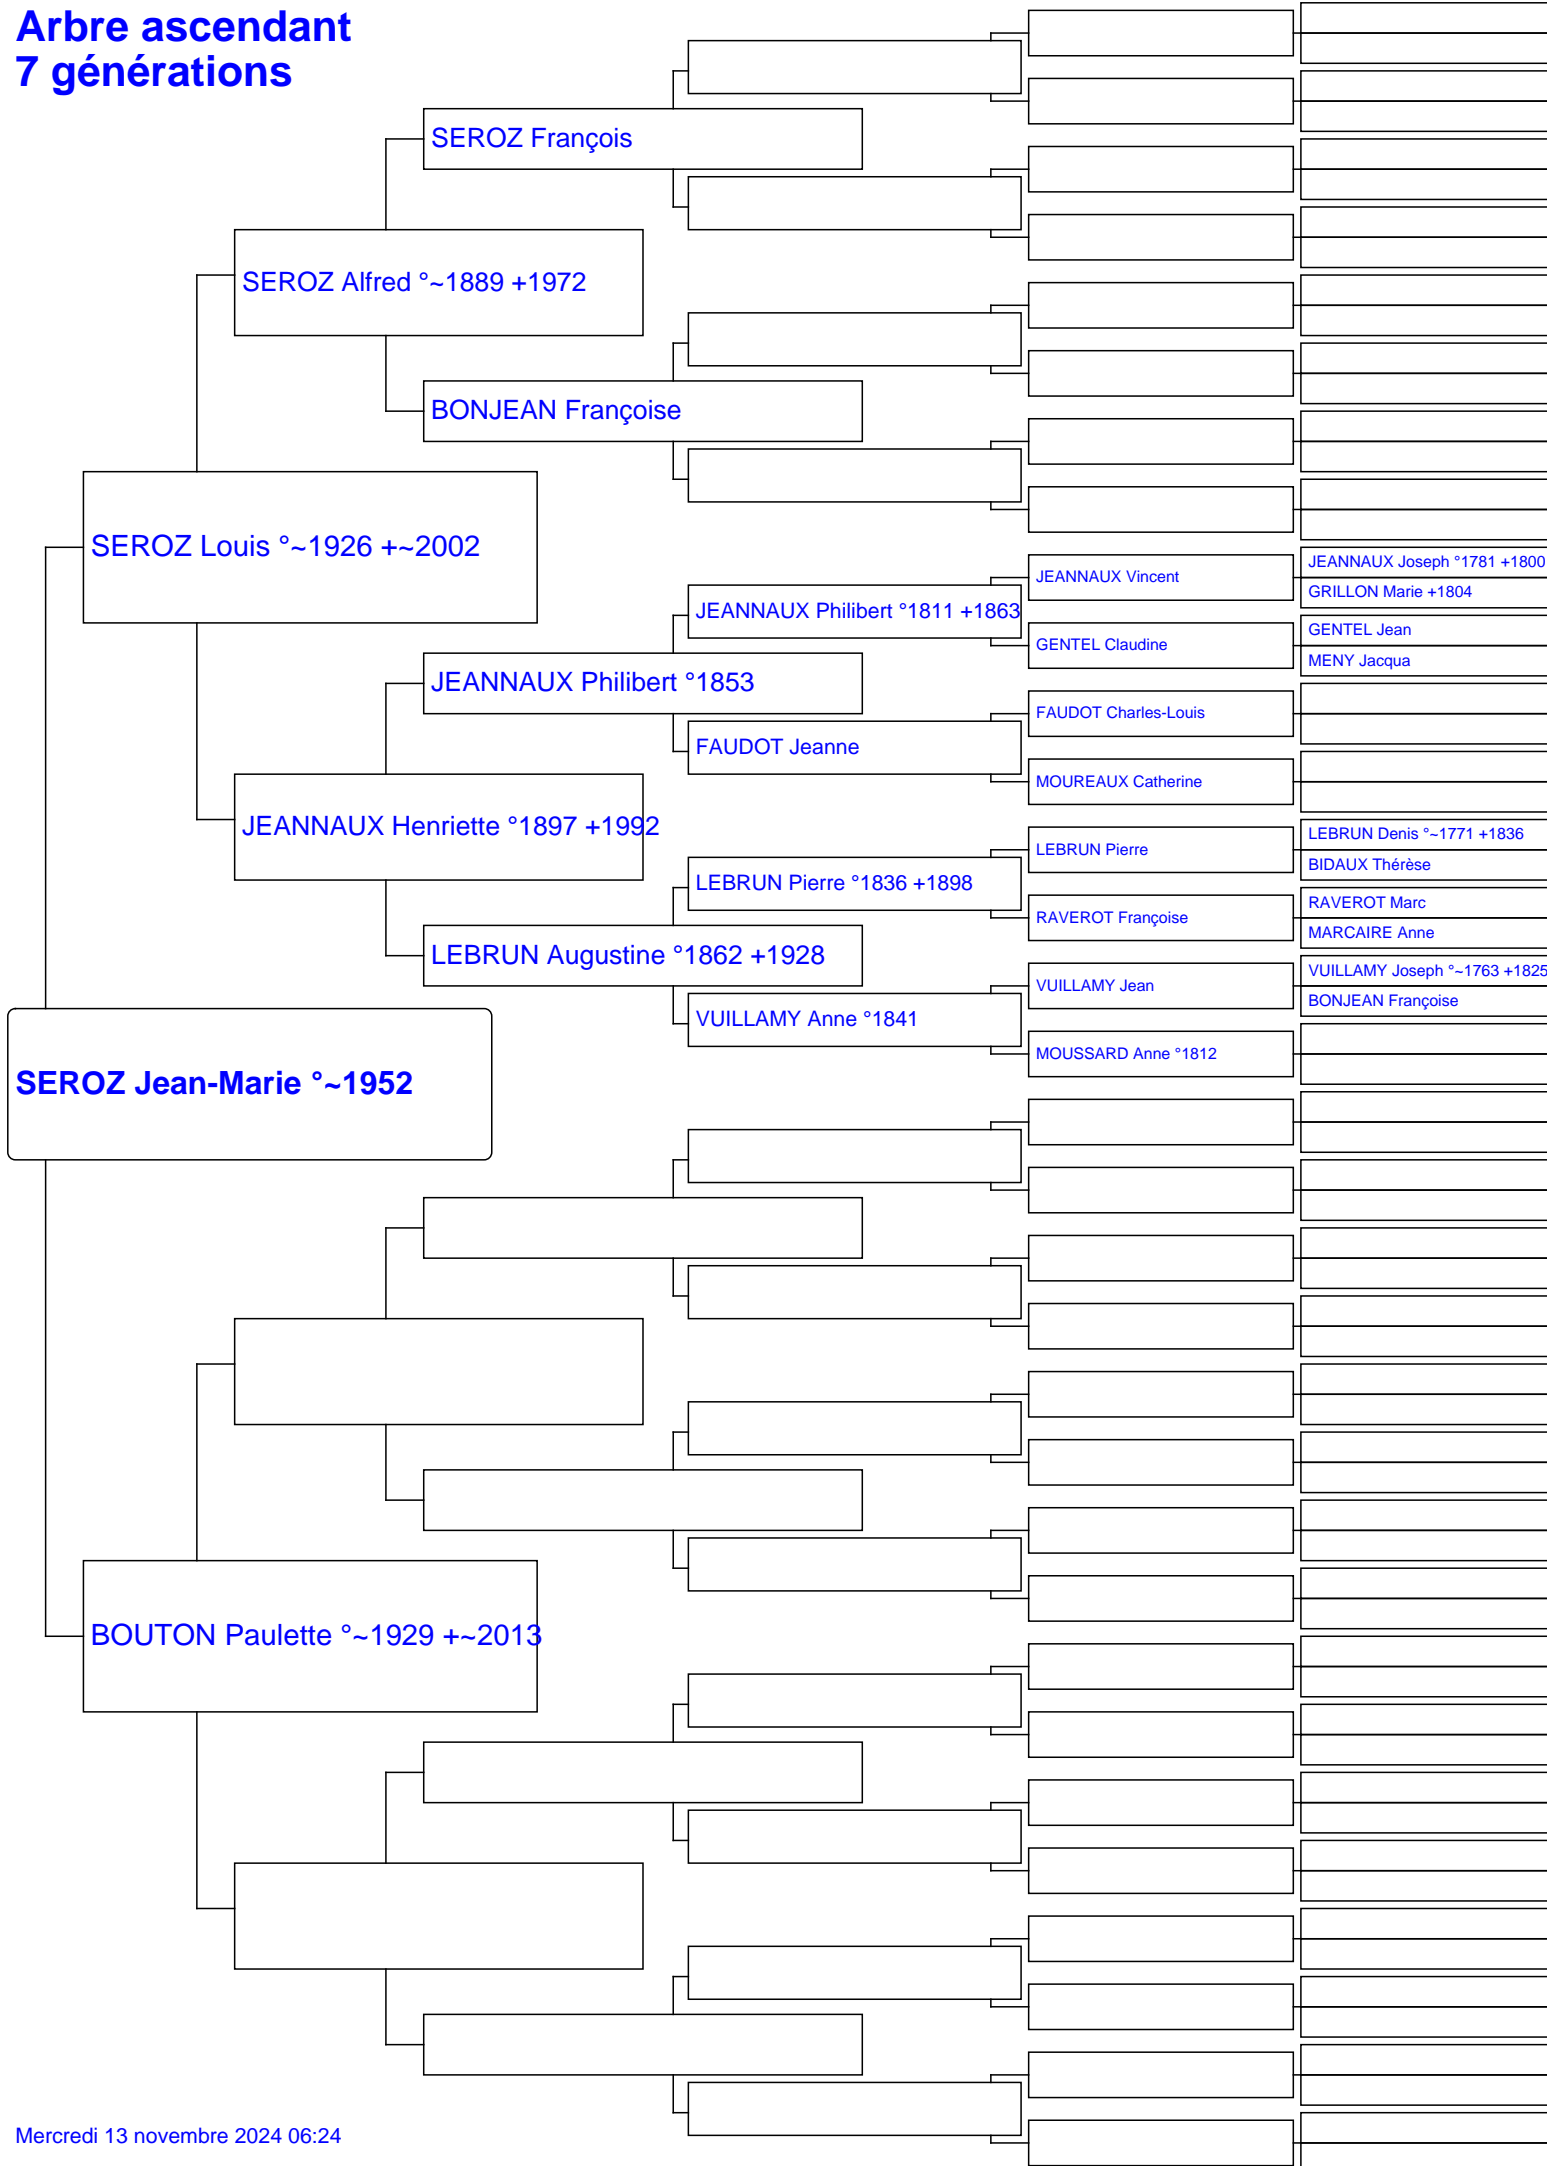 Arbre ascendant
7 générations
SEROZ François
SEROZ Alfred °~1889 +1972
BONJEAN Françoise
SEROZ Louis °~1926 +~2002
JEANNAUX Joseph °1781 +1800
JEANNAUX Vincent
GRILLON Marie +1804
JEANNAUX Philibert °1811 +1863
GENTEL Jean
GENTEL Claudine
MENY Jacqua
JEANNAUX Philibert °1853
FAUDOT Charles-Louis
FAUDOT Jeanne
MOUREAUX Catherine
JEANNAUX Henriette °1897 +1992
LEBRUN Denis °~1771 +1836
LEBRUN Pierre
BIDAUX Thérèse
LEBRUN Pierre °1836 +1898
RAVEROT Marc
RAVEROT Françoise
MARCAIRE Anne
LEBRUN Augustine °1862 +1928
VUILLAMY Joseph °~1763 +1825
VUILLAMY Jean
BONJEAN Françoise
VUILLAMY Anne °1841
MOUSSARD Anne °1812
SEROZ Jean-Marie °~1952
BOUTON Paulette °~1929 +~2013
Mercredi 13 novembre 2024 06:24